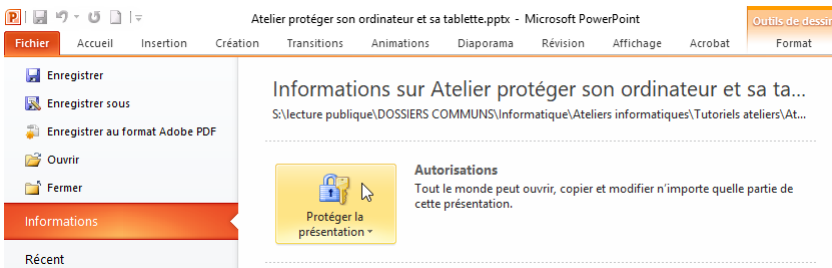 Atelier protéger son ordinateur et sa tablette.pptx - Microsoft PowerPoint
Outils de dessin
Fichier Accueil Insertion Création Transitions Animations Diaporama Révision Affichage Acrobat Format
Enregistrer
Enregistrer sous
Enregistrer au format Adobe PDF
Ouvrir
Fermer
Informations
Récent
Informations sur Atelier protéger son ordinateur et sa ta...
S:\lecture publique\DOSSIERS COMMUNS\Informatique\Ateliers informatiques\Tutoriels ateliers\At...
Protéger la
présentation
Autorisations
Tout le monde peut ouvrir, copier et modifier n'importe quelle partie de
cette présentation.